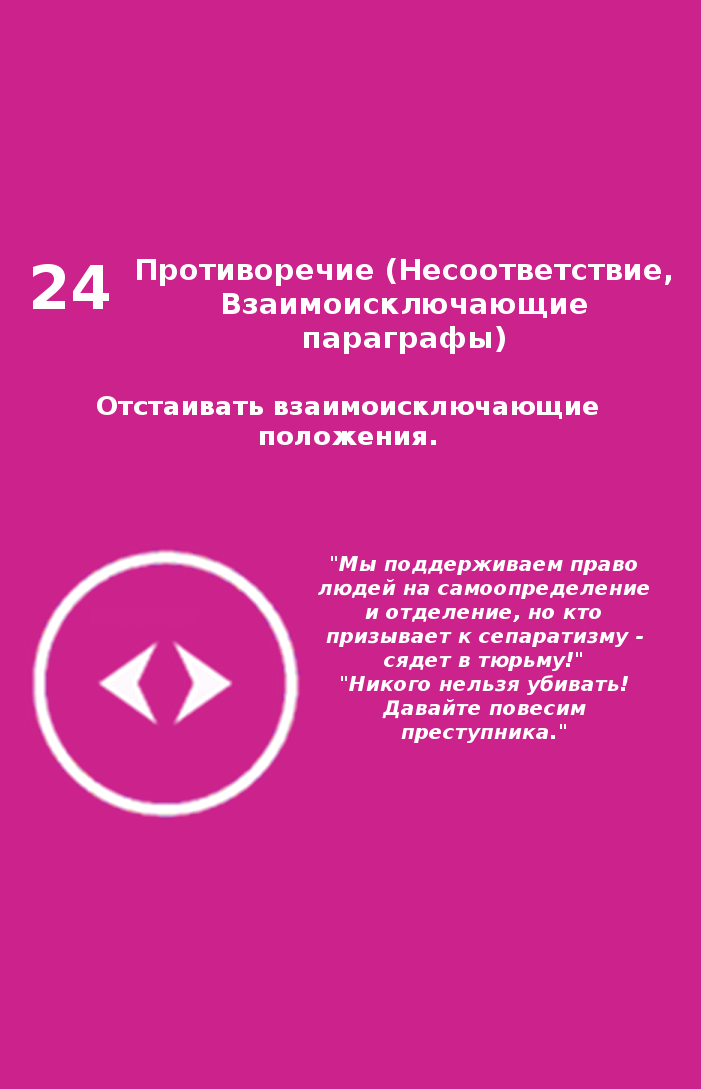 24
Противоречие (Несоответствие,
Взаимоисключающие
параграфы)
Отстаивать взаимоисключающие
положения.
"Мы поддерживаем право
людей на самоопределение
и отделение, но кто
призывает к сепаратизму -
сядет в тюрьму!"
"Никого нельзя убивать!
Давайте повесим
преступника."